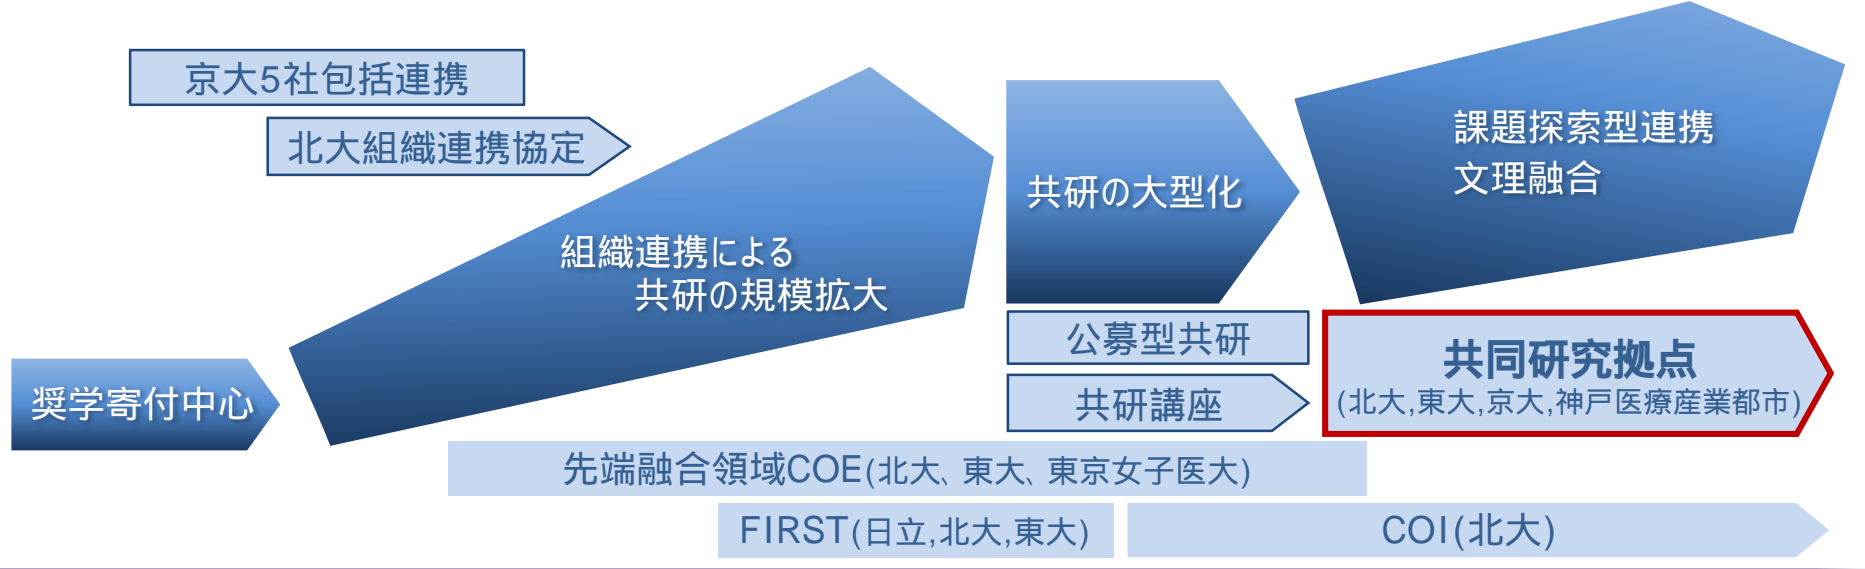 京大5社包括連携
北大組織連携協定
組織連携による
共研の規模拡大
共研の大型化
課題探索型連携
文理融合
奨学寄付中心
公募型共研
共研講座
共同研究拠点
(北大,東大,京大,神戸医療産業都市)
先端融合領域COE(北大、東大、東京女子医大)
FIRST(日立,北大,東大)
COI(北大)